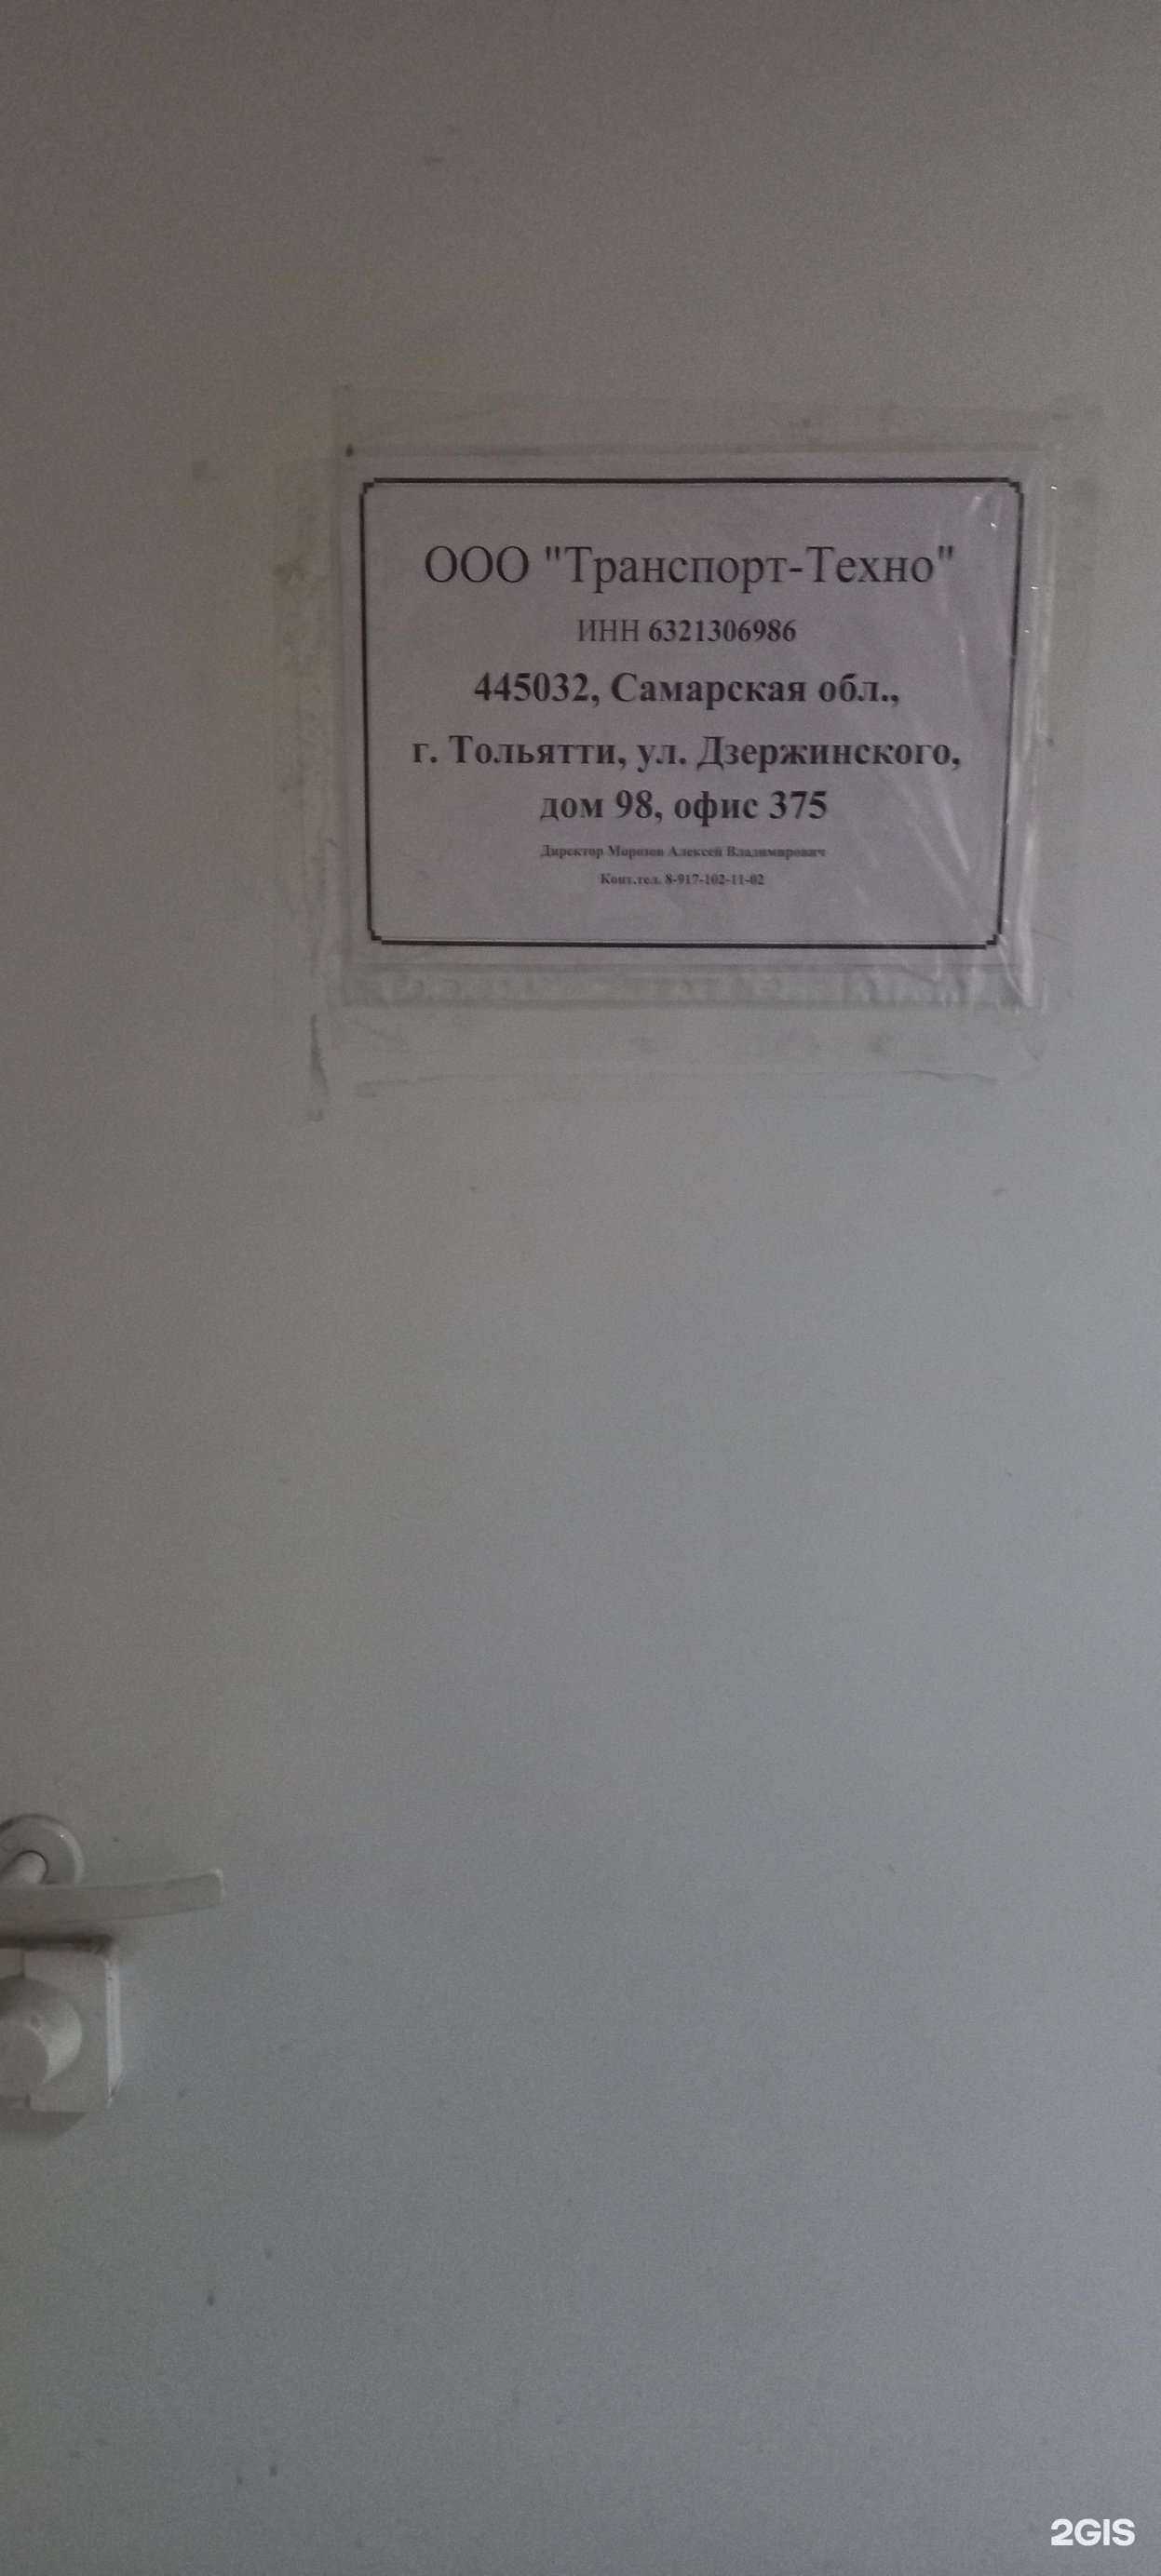 ООО "Транспорт-Техно"
ИНН 6321306986
445032, Самарская обл.,
г. Тольятти, ул. Дзержинского,
дом 98, офис 375
Директор Морозов Алексей Владимирович
Конт.тел. 8-917-102-11-02
2GIS